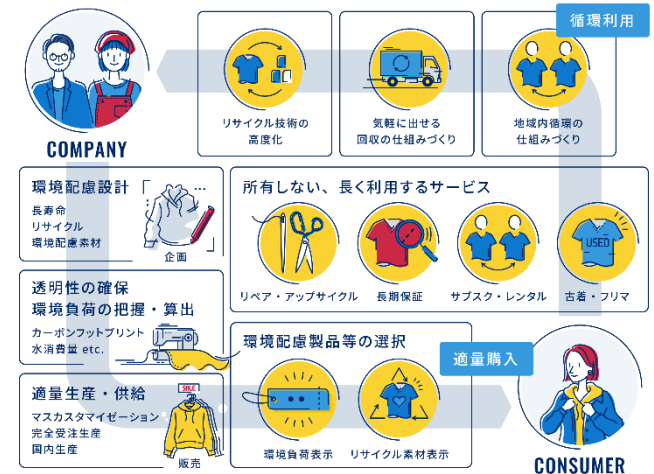 循環利用
リサイクル技術の
高度化
気軽に出せる
回収の仕組みづくり
地域内循環の
仕組みづくり
COMPANY
環境配慮設計
長寿命
リサイクル
環境配慮素材
企画
所有しない、長く利用するサービス
USED
リペア・アップサイクル
長期保証
サブスク・レンタル
古着・フリマ
透明性の確保
環境負荷の把握・算出
カーボンフットプリント
水消費量 etc.
環境配慮製品等の選択
適量購入
環境負荷表示
リサイクル素材表示
適量生産・供給
マスカスタマイゼーション
完全受注生産
国内生産
SALE
販売
CONSUMER